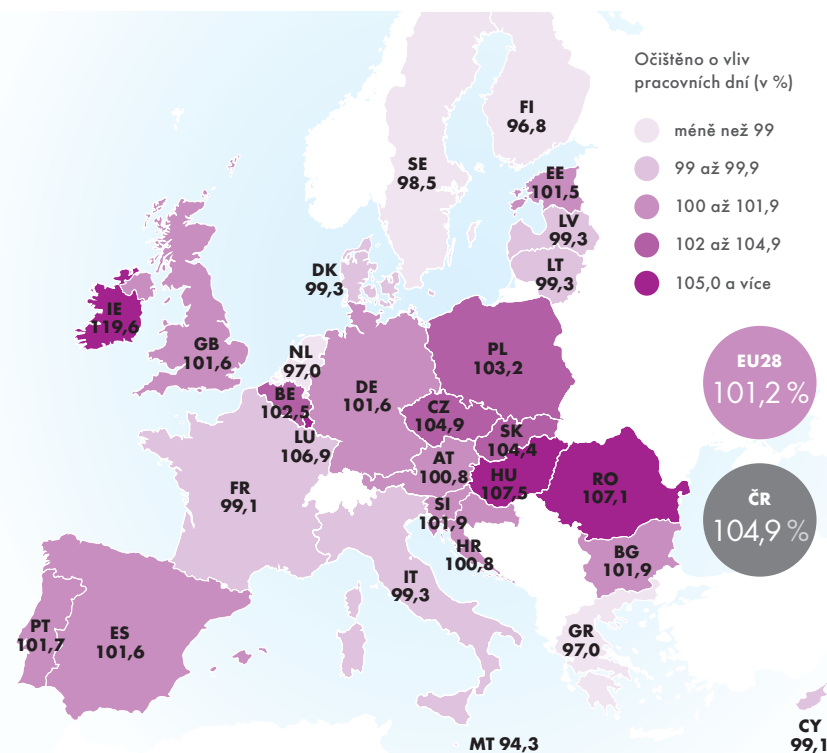 Očištěno o vliv
pracovních dní (v %)
méně než 99
99 až 99,9
100 až 101,9
102 až 104,9
105,0 a více
FI
96,8
SE
98,5
EE
101,5
LV
99,3
LT
99,3
DK
99,3
IE
119,6
GB
101,6
NL
97,0
BE
102,5
LU
106,9
DE
101,6
PL
103,2
CZ
104,9
SK
104,4
AT
100,8
HU
107,5
RO
107,1
SI
101,9
HR
100,8
BG
101,9
FR
99,1
IT
99,3
PT
101,7
ES
101,6
GR
97,0
MT 94,3
CY
99,1
EU28
101,2 %
ČR
104,9 %